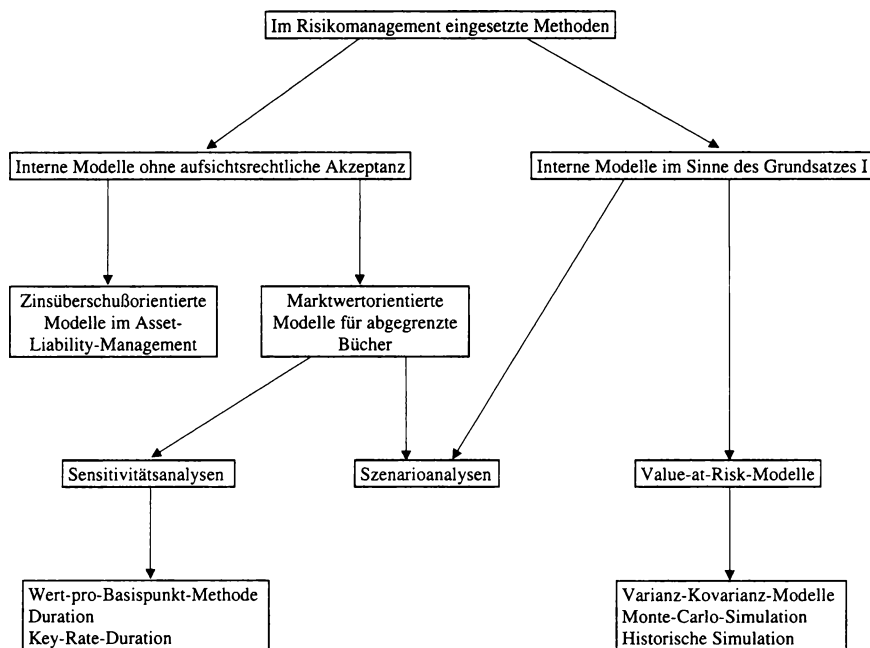 Im Risikomanagement eingesetzte Methoden
Interne Modelle ohne aufsichtsrechtliche Akzeptanz
Interne Modelle im Sinne des Grundsatzes I
Zinsüberschußorientierte
Modelle im Asset-
Liability-Management
Marktwertorientierte
Modelle für abgegrenzte
Bücher
Sensitivitätsanalysen
Szenarioanalysen
Value-at-Risk-Modelle
Wert-pro-Basispunkt-Methode
Duration
Key-Rate-Duration
Varianz-Kovarianz-Modelle
Monte-Carlo-Simulation
Historische Simulation